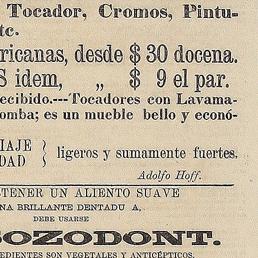 Tocador, Cromos, Pintu-
etc.
ricanas, desde $ 30 docena.
S idem, „ $ 9 el par.
ecibido.---Tocadores con Lavama-
omba; es un mueble bello y econó-
IAJE
DAD } ligeros y sumamente fuertes.
Adolfo Hoff.
TENER UN ALIENTO SUAVE
NA BRILLANTE DENTADU A,
DEBE USARSE
SOZODONT.
EDIENTES SON VEGETALES Y ANTICÉPTICOS.